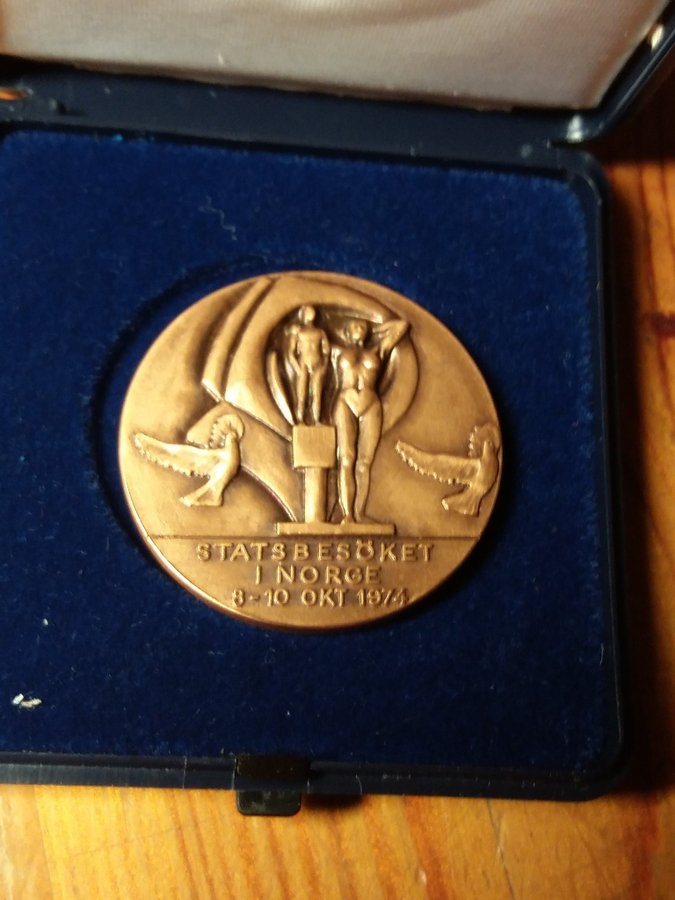 STATSBESÖKET
I NORGE
8-10 OKT 1974